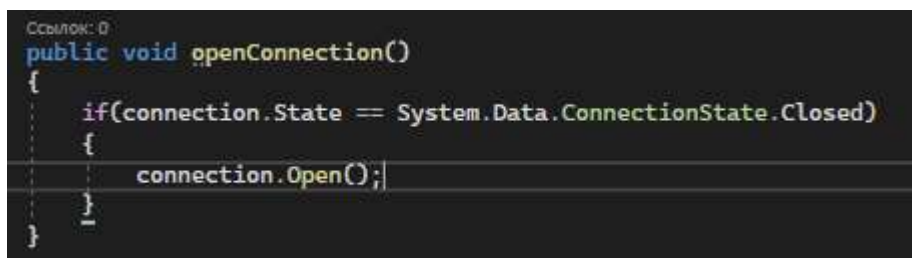 Ссылок: 0
public void openConnection()
{
if(connection.State == System.Data.ConnectionState.Closed)
{
connection.Open();
}
}